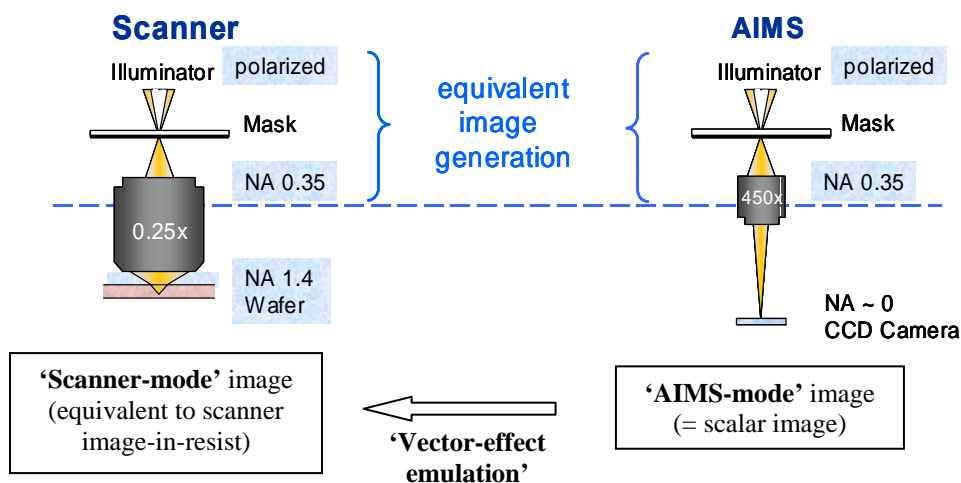 Scanner
Illuminator
polarized
Mask
NA 0.35
0.25x
NA 1.4
Wafer
equivalent
image
generation
AIMS
Illuminator
polarized
Mask
NA 0.35
450x
NA ~ 0
CCD Camera
‘Scanner-mode’ image
(equivalent to scanner
image-in-resist)
‘Vector-effect
emulation’
‘AIMS-mode’ image
(= scalar image)